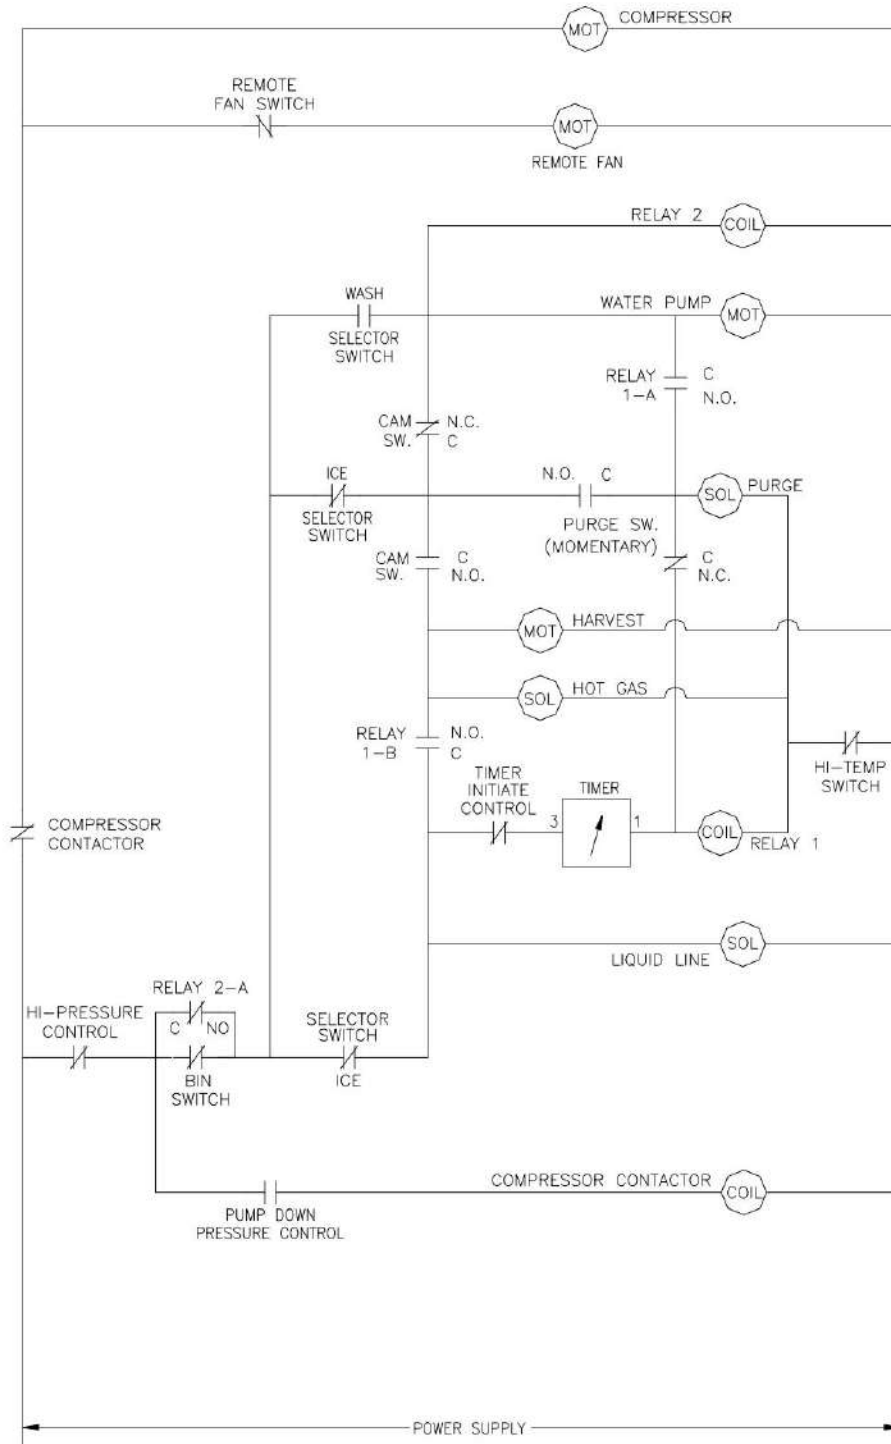 MOT
COMPRESSOR
REMOTE
FAN SWITCH
MOT
REMOTE FAN
RELAY 2
COIL
WASH
SELECTOR
SWITCH
WATER PUMP
MOT
RELAY
1-A
C
N.O.
CAM
SW.
N.C.
C
ICE
SELECTOR
SWITCH
N.O.
C
PURGE SW.
(MOMENTARY)
SOL
PURGE
CAM
SW.
C
N.O.
C
N.C.
MOT
HARVEST
SOL
HOT GAS
RELAY
1-B
N.O.
C
TIMER
INITIATE
CONTROL
TIMER
3
1
HI-TEMP
SWITCH
COMPRESSOR
CONTACTOR
COIL
RELAY 1
LIQUID LINE
SOL
RELAY 2-A
C
NO
HI-PRESSURE
CONTROL
BIN
SWITCH
SELECTOR
SWITCH
ICE
COMPRESSOR CONTACTOR
COIL
PUMP DOWN
PRESSURE CONTROL
POWER SUPPLY